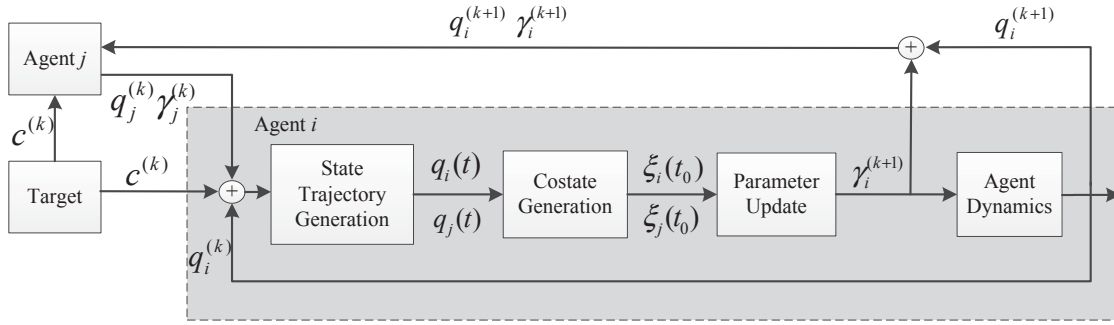 q_i^{(k+1)} γ_i^{(k+1)}
q_i^{(k+1)}
Agent j
q_j^{(k)} γ_j^{(k)}
c^{(k)}
Target
c^{(k)}
Agent i
State
Trajectory
Generation
q_i(t)
q_j(t)
Costate
Generation
ξ_i(t_0)
ξ_j(t_0)
Parameter
Update
γ_i^{(k+1)}
Agent
Dynamics
q_i^{(k)}